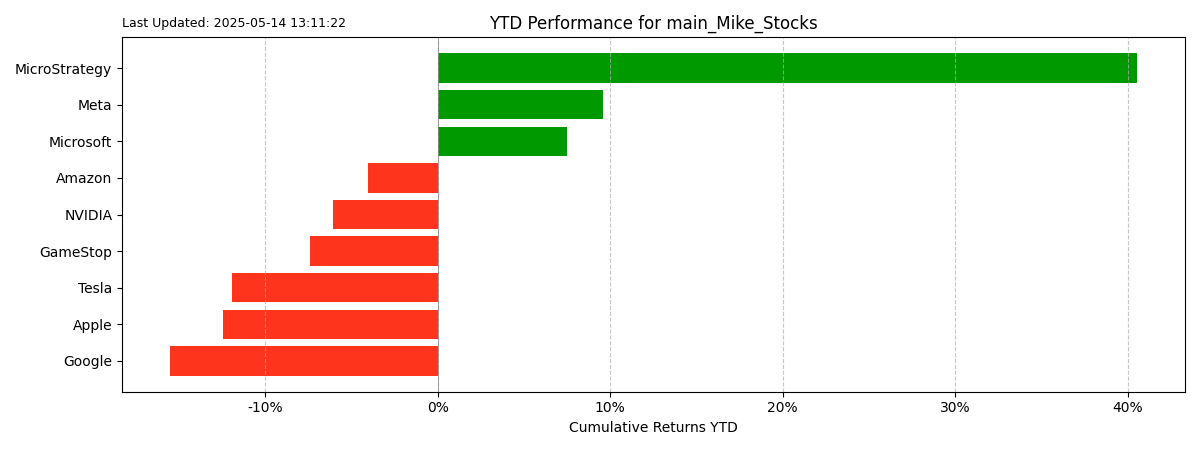 Last Updated: 2025-05-14 13:11:22
YTD Performance for main_Mike_Stocks
MicroStrategy
Meta
Microsoft
Amazon
NVIDIA
GameStop
Tesla
Apple
Google
-10% 0% 10% 20% 30% 40%
Cumulative Returns YTD